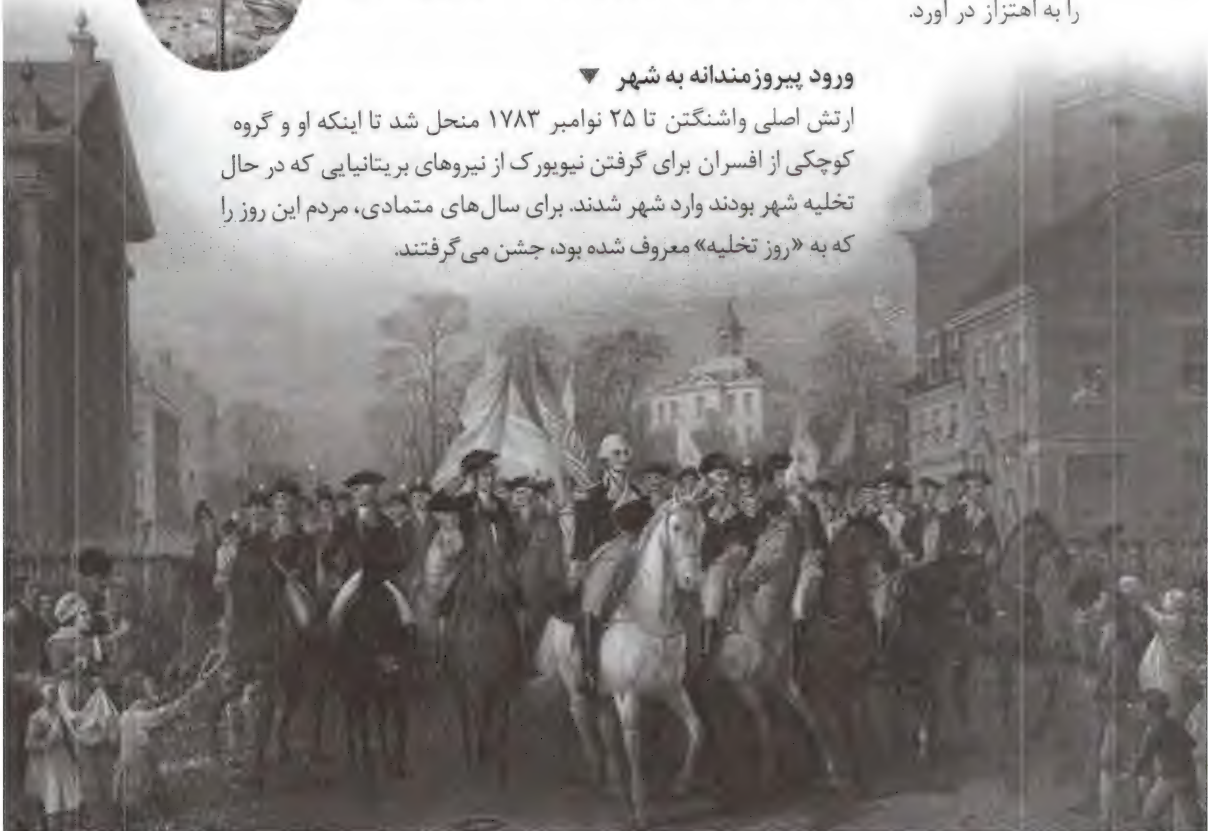 را به اهتزاز در آورد.
ورود پیروزمندانه به شهر ▼
ارتش اصلی واشنگتن تا ۲۵ نوامبر ۱۷۸۳ منحل شد تا اینکه او و گروه
کوچکی از افسران برای گرفتن نیویورک از نیروهای بریتانیایی که در حال
تخلیه شهر بودند وارد شهر شدند. برای سال‌های متمادی، مردم این روز را
که به «روز تخلیه» معروف شده بود، جشن می‌گرفتند.